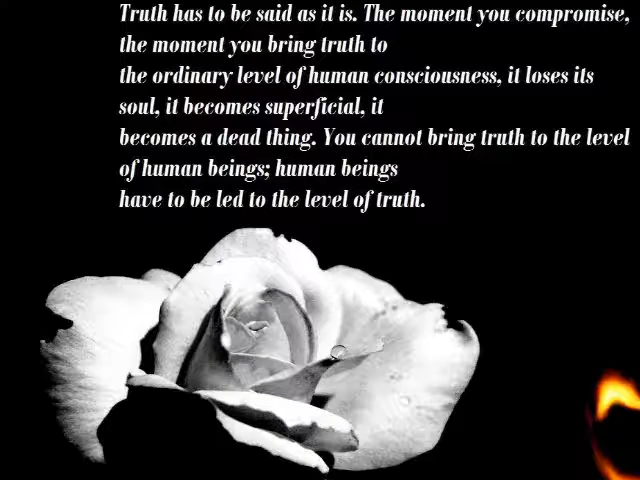 Truth has to be said as it is. The moment you compromise,
the moment you bring truth to
the ordinary level of human consciousness, it loses its
soul, it becomes superficial, it
becomes a dead thing. You cannot bring truth to the level
of human beings; human beings
have to be led to the level of truth.